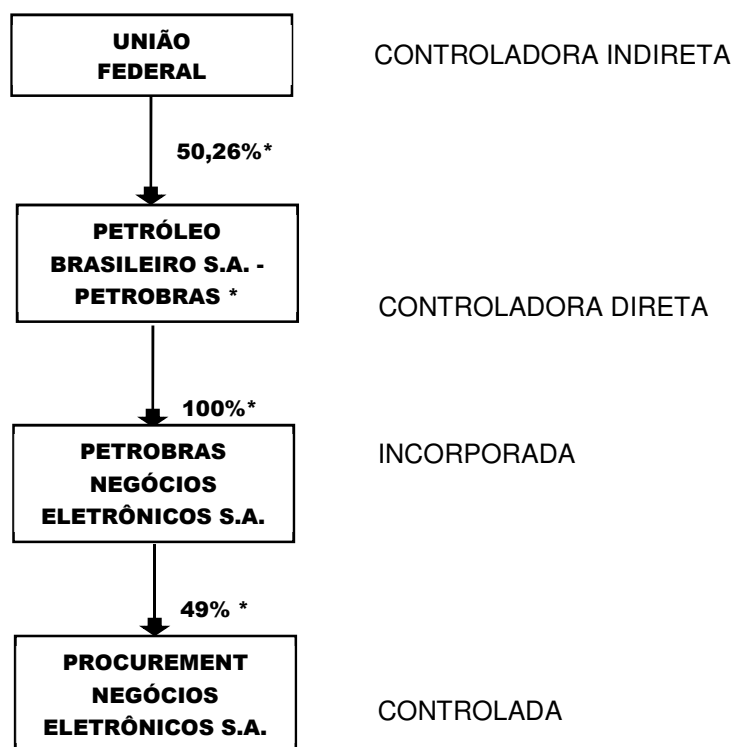 UNIÃO
FEDERAL
CONTROLADORA INDIRETA
50,26%*
PETRÓLEO
BRASILEIRO S.A. -
PETROBRAS *
CONTROLADORA DIRETA
100%*
PETROBRAS
NEGÓCIOS
ELETRÔNICOS S.A.
INCORPORADA
49% *
PROCUREMENT
NEGÓCIOS
ELETRÔNICOS S.A.
CONTROLADA